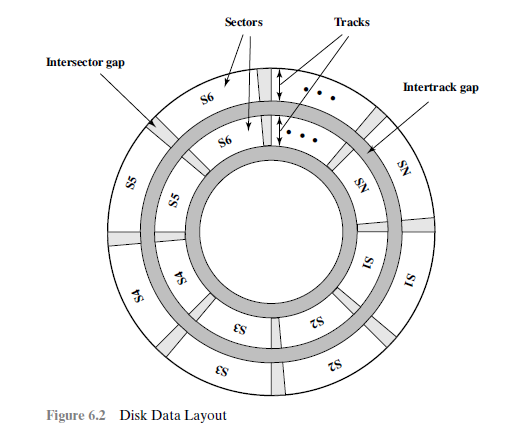 Sectors
Tracks
Intersector gap
Intertrack gap
S6
• • •
SN
S6
• • •
SN
S5
S5
S1
S1
S4
S4
S2
S3
S2
S3
Figure 6.2 Disk Data Layout